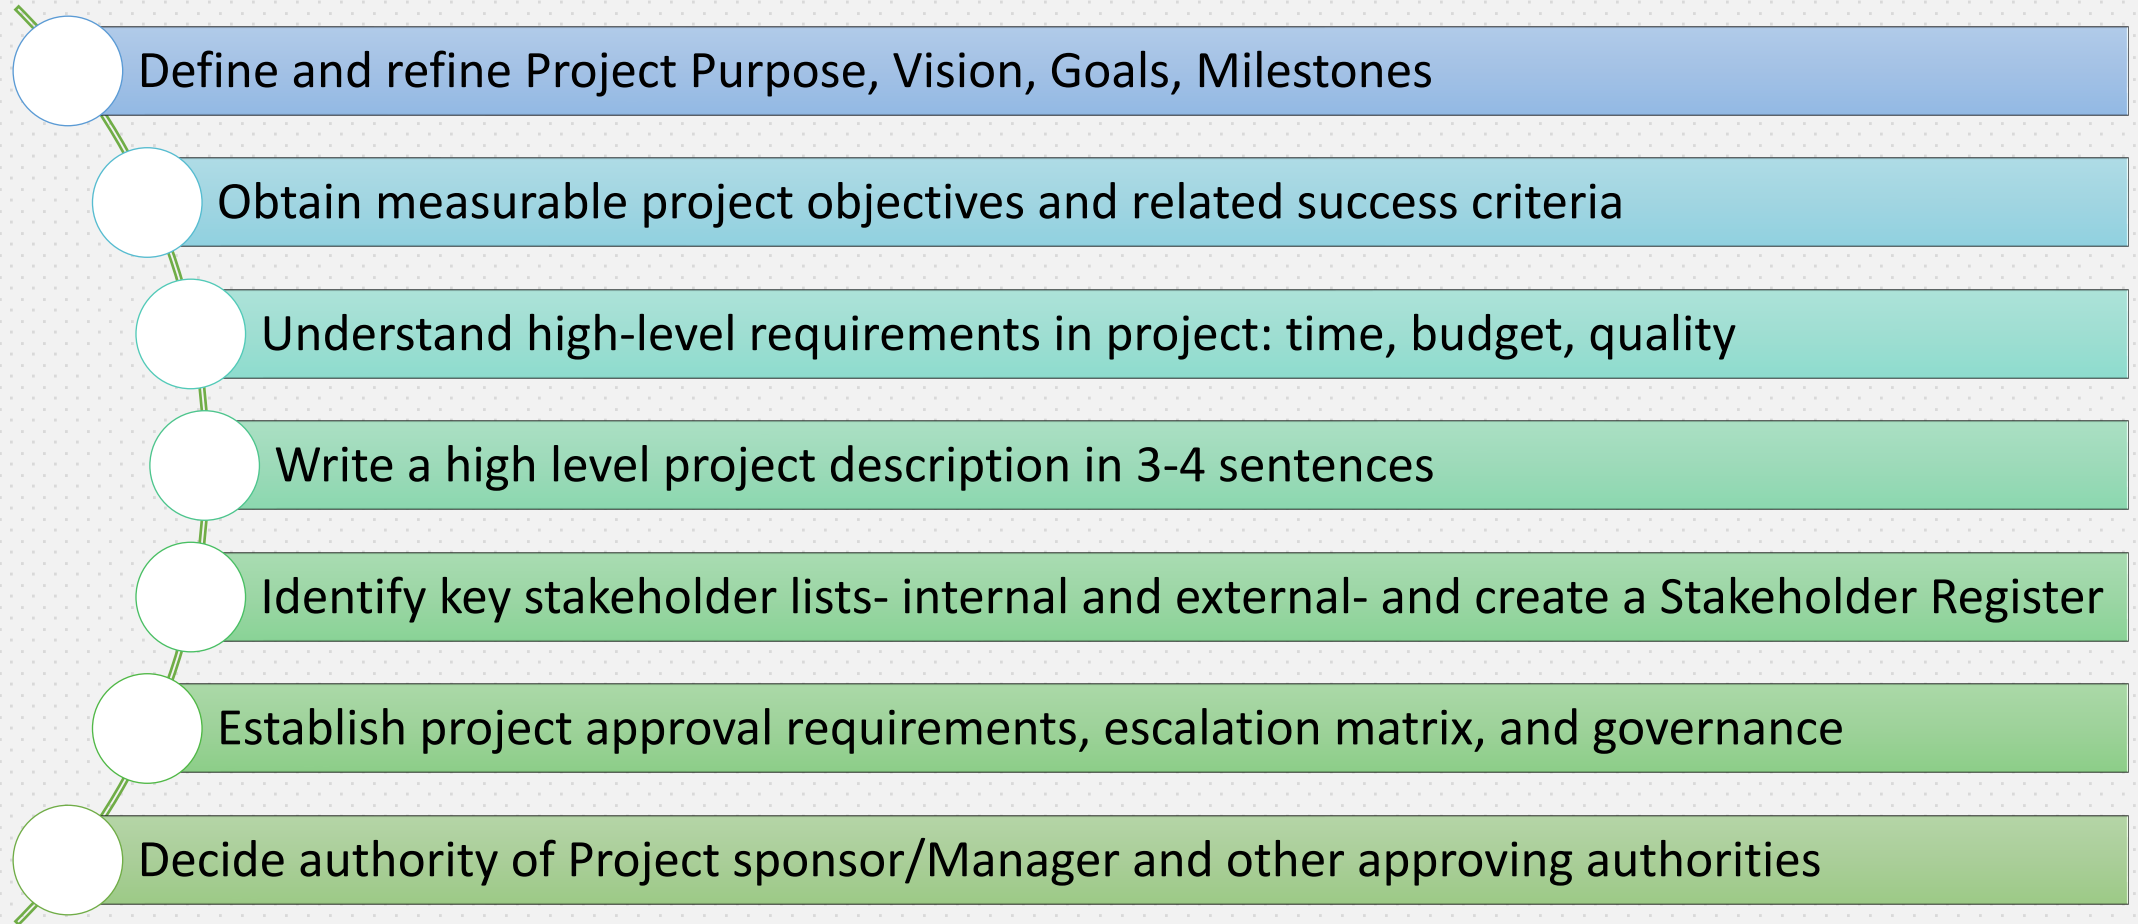 Define and refine Project Purpose, Vision, Goals, Milestones
Obtain measurable project objectives and related success criteria
Understand high-level requirements in project: time, budget, quality
Write a high level project description in 3-4 sentences
Identify key stakeholder lists- internal and external- and create a Stakeholder Register
Establish project approval requirements, escalation matrix, and governance
Decide authority of Project sponsor/Manager and other approving authorities